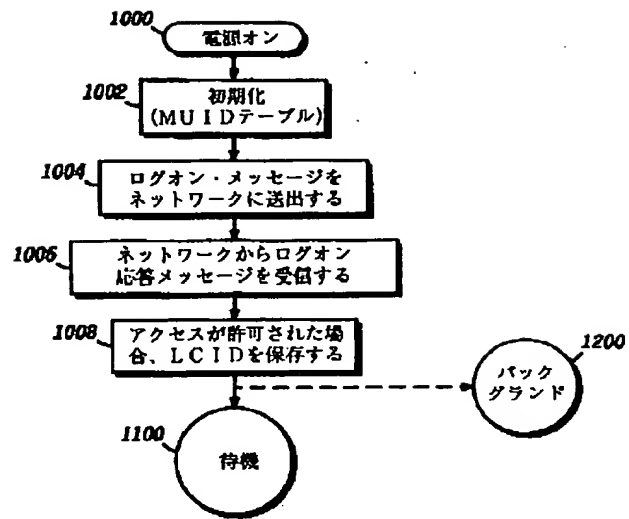 1000
電源オン
1002
初期化
(MUIDテーブル)
1004
ログオン・メッセージを
ネットワークに送出する
1006
ネットワークからログオン
応答メッセージを受信する
1008
アクセスが許可された場
合、LCIDを保存する
1200
バック
グランド
1100
待機